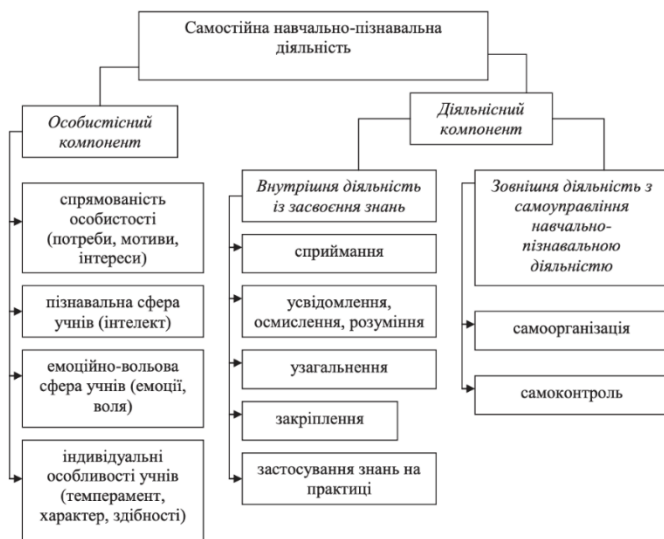 Самостійна навчально-пізнавальна
діяльність
Особистісний
компонент
Діяльнісний
компонент
спрямованість
особистості
(потреби, мотиви,
інтереси)
пізнавальна сфера
учнів (інтелект)
емоційно-вольова
сфера учнів (емоції,
воля)
індивідуальні
особливості учнів
(темперамент,
характер, здібності)
Внутрішня діяльність
із засвоєння знань
сприймання
усвідомлення,
осмислення, розуміння
узагальнення
закріплення
застосування знань на
практиці
Зовнішня діяльність з
самоуправління
навчально-
пізнавальною
діяльністю
самоорганізація
самоконтроль